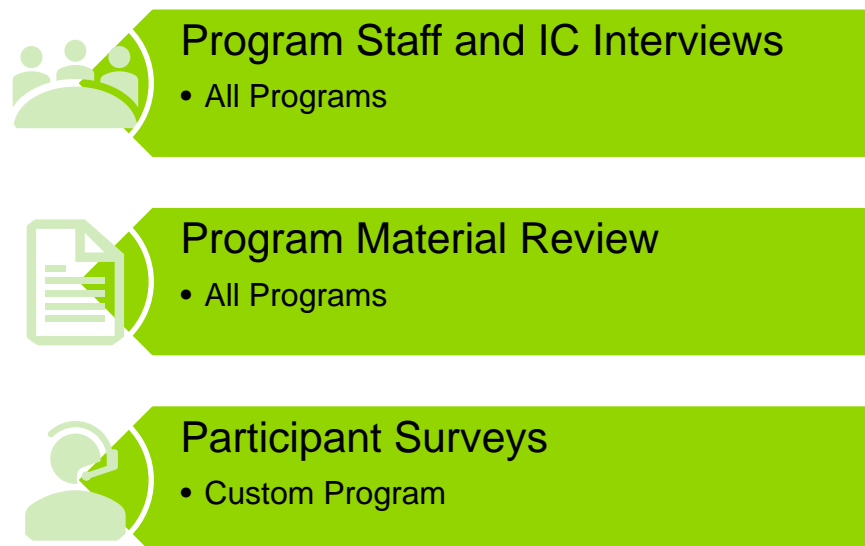 Program Staff and IC Interviews
• All Programs
Program Material Review
• All Programs
Participant Surveys
• Custom Program